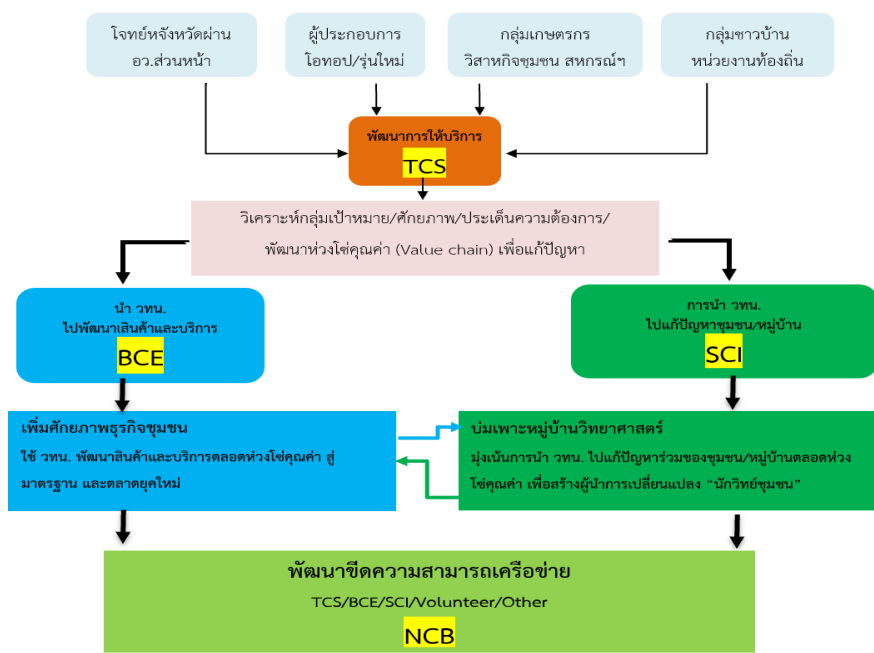 โจทย์หจังหวัดผ่าน
อว.ส่วนหน้า
ผู้ประกอบการ
โอทอป/รุ่นใหม่
กลุ่มเกษตรกร
วิสาหกิจชุมชน สหกรณ์ฯ
กลุ่มชาวบ้าน
หน่วยงานท้องถิ่น
พัฒนาการให้บริการ
TCS
วิเคราะห์กลุ่มเป้าหมาย/ศักยภาพ/ประเด็นความต้องการ/
พัฒนาห่วงโซ่คุณค่า (Value chain) เพื่อแก้ปัญหา
นำ วทน.
ไปพัฒนาเสินค้าและบริการ
BCE
การนำ วทน.
ไปแก้ปัญหาชุมชน/หมู่บ้าน
SCI
เพิ่มศักยภาพธุรกิจชุมชน
ใช้ วทน. พัฒนาสินค้าและบริการตลอดห่วงโซ่คุณค่า สู่
มาตรฐาน และตลาดยุคใหม่
บ่มเพาะหมู่บ้านวิทยาศาสตร์
มุ่งเน้นการนำ วทน. ไปแก้ปัญหาร่วมของชุมชน/หมู่บ้านตลอดห่วง
โซ่คุณค่า เพื่อสร้างผู้นำการเปลี่ยนแปลง “นักวิทย์ชุมชน”
พัฒนาขีดความสามารถเครือข่าย
TCS/BCE/SCI/Volunteer/Other
NCB